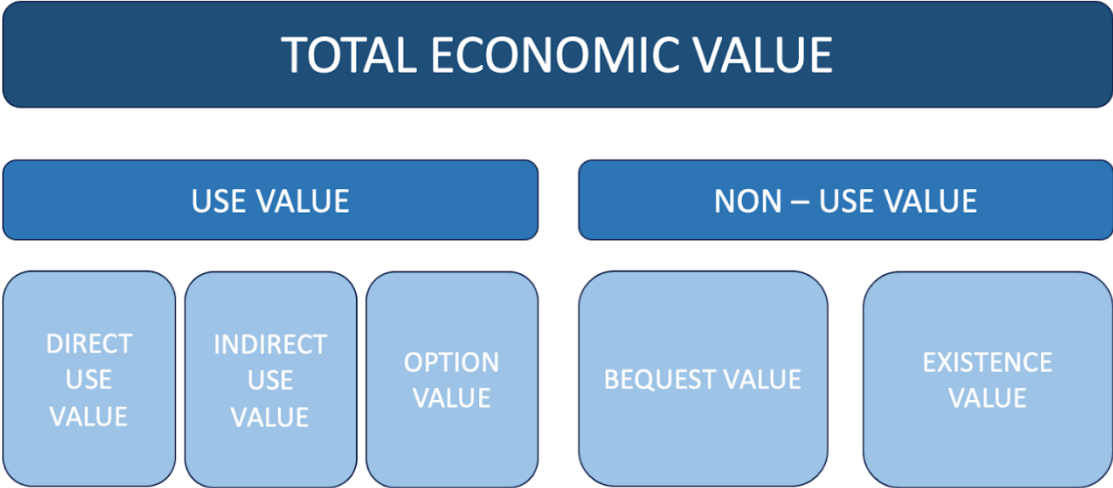 TOTAL ECONOMIC VALUE
USE VALUE
NON – USE VALUE
DIRECT
USE
VALUE
INDIRECT
USE
VALUE
OPTION
VALUE
BEQUEST VALUE
EXISTENCE
VALUE